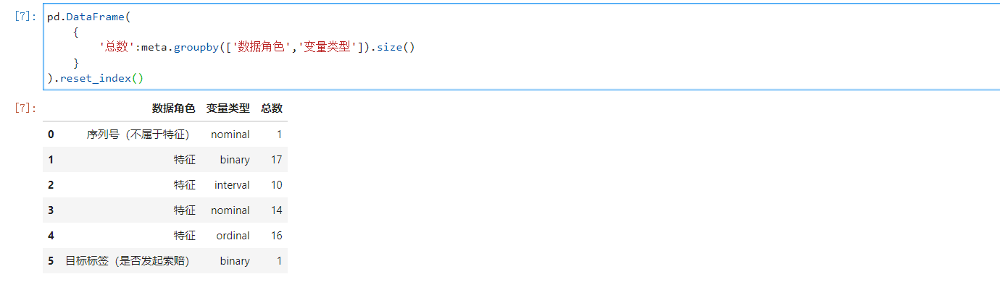 [7]: pd.DataFrame(
{
'总数':meta.groupby(['数据角色','变量类型']).size()
}
).reset_index()
[7]: 数据角色 变量类型 总数
0 序列号（不属于特征） nominal 1
1 特征 binary 17
2 特征 interval 10
3 特征 nominal 14
4 特征 ordinal 16
5 目标标签（是否发起索赔） binary 1